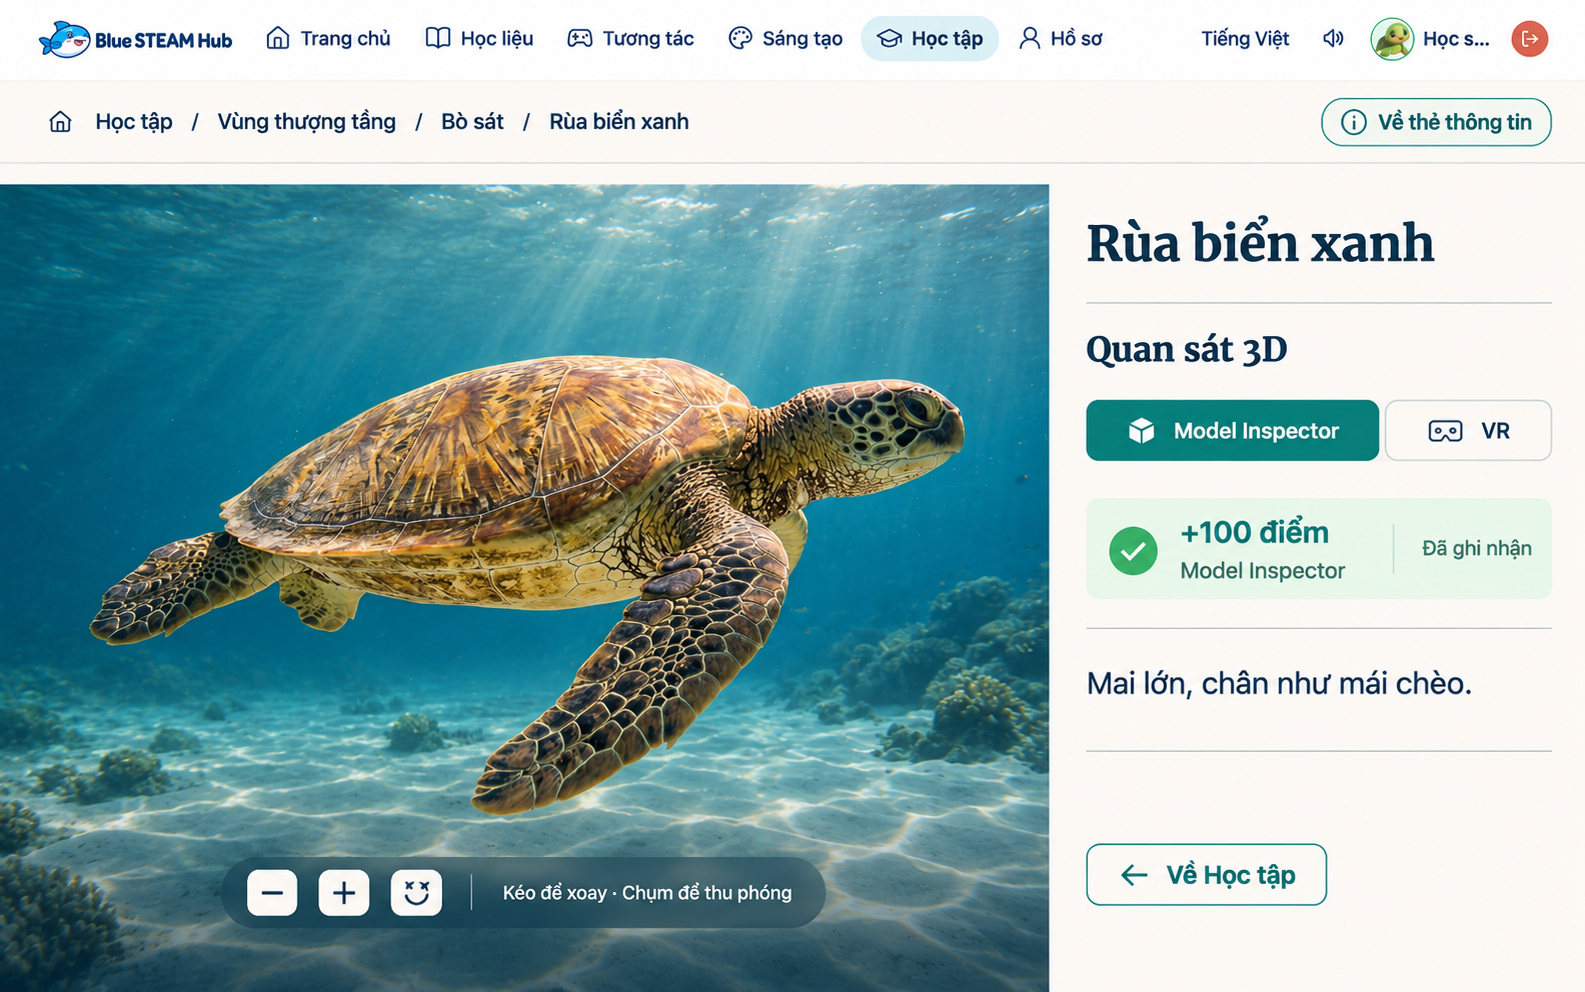 Blue STEAM Hub
Trang chủ
Học liệu
Tương tác
Sáng tạo
Học tập
Hồ sơ
Tiếng Việt
Học s...
Học tập / Vùng thượng tầng / Bò sát / Rùa biển xanh
Về thẻ thông tin
Rùa biển xanh
Quan sát 3D
Model Inspector
VR
+100 điểm
Model Inspector
Đã ghi nhận
Mai lớn, chân như mái chèo.
Kéo để xoay · Chụm để thu phóng
Về Học tập